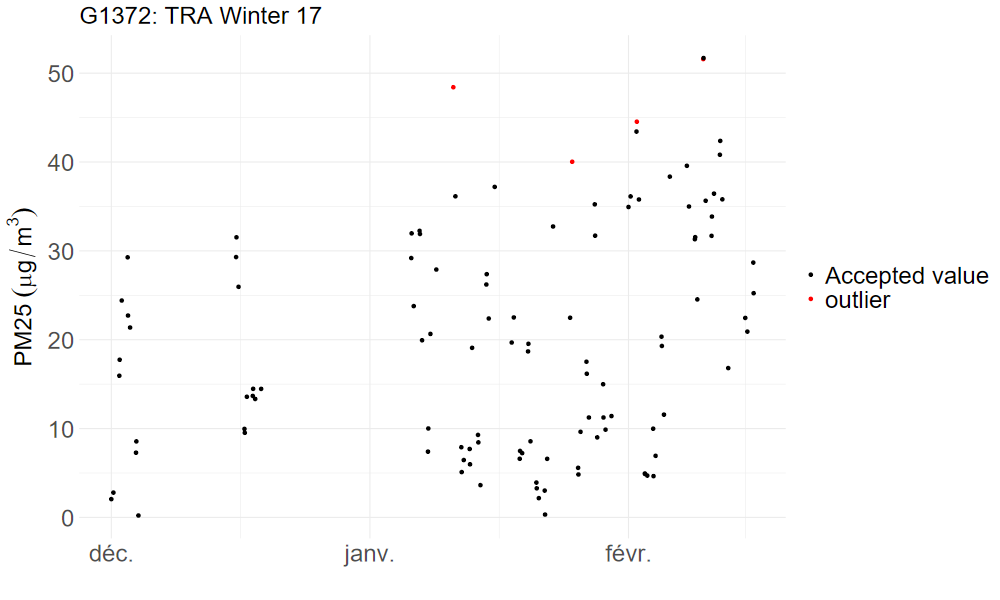 G1372: TRA Winter 17
PM25 (μg/m³)
50
40
30
20
10
0
déc.
janv.
févr.
Accepted value
outlier